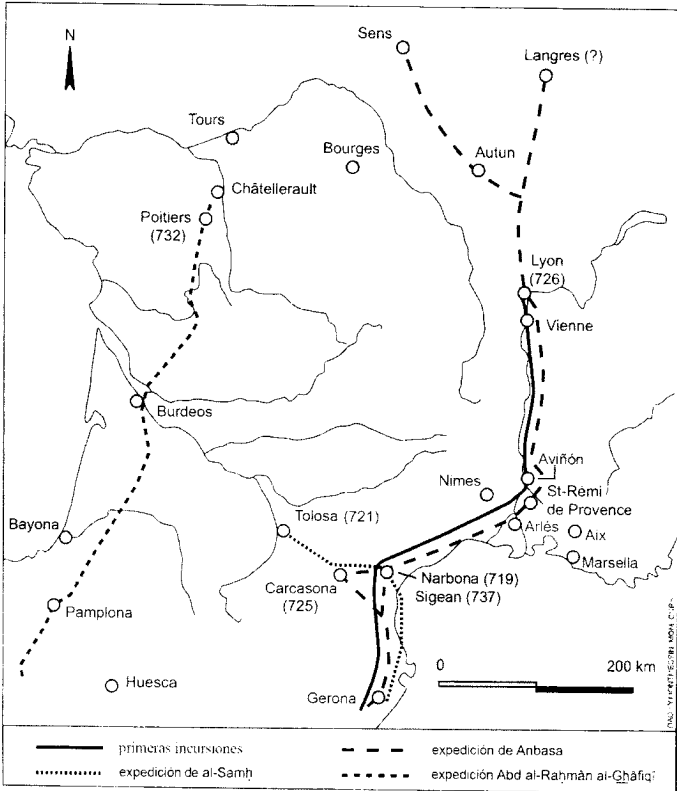 N
Sens
Langres (?)
Tours
Bourges
Autun
Châtellerault
Poitiers
(732)
Lyon
(726)
Vienne
Burdeos
Aviñón
Nimes
St-Rémi
de Provence
Tolosa (721)
Arlés
Aix
Bayona
Marsella
Carcasona
(725)
Narbona (719)
Sigean (737)
Pamplona
0
200 km
Huesca
Gerona
primeras incursiones
expedición de Anbasa
expedición de al-Samḥ
expedición Abd al-Raḥmân al-Ghâfiqî